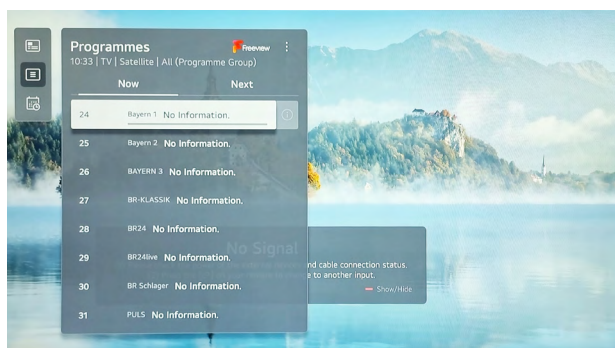 Programmes
Freeview
10:33 | TV | Satellite | All (Programme Group)
Now Next
24 Bayern 1 No Information.
25 Bayern 2 No Information.
26 BAYERN 3 No Information.
27 BR-KLASSIK No Information.
28 BR24 No Information.
29 BR24live No Information.
30 BR Schlager No Information.
31 PULS No Information.
No Signal
nd cable connection status.
e to another input.
Show/Hide